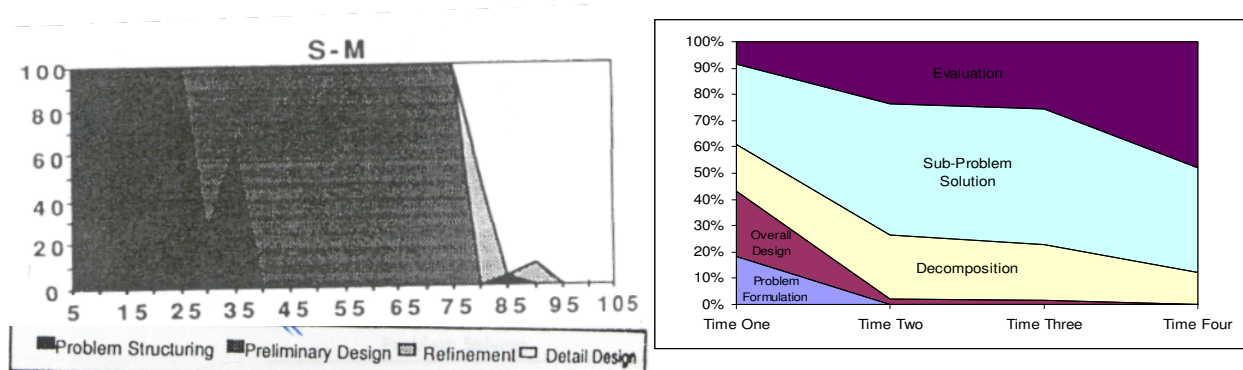 S-M
100
80
60
40
20
0
5 15 25 35 45 55 65 75 85 95 105
Problem Structuring Preliminary Design Refinement Detail Design
100%
90%
80%
70%
60%
50%
40%
30%
20%
10%
0%
Evaluation
Sub-Problem
Solution
Overall
Design
Decomposition
Problem
Formulation
Time One Time Two Time Three Time Four